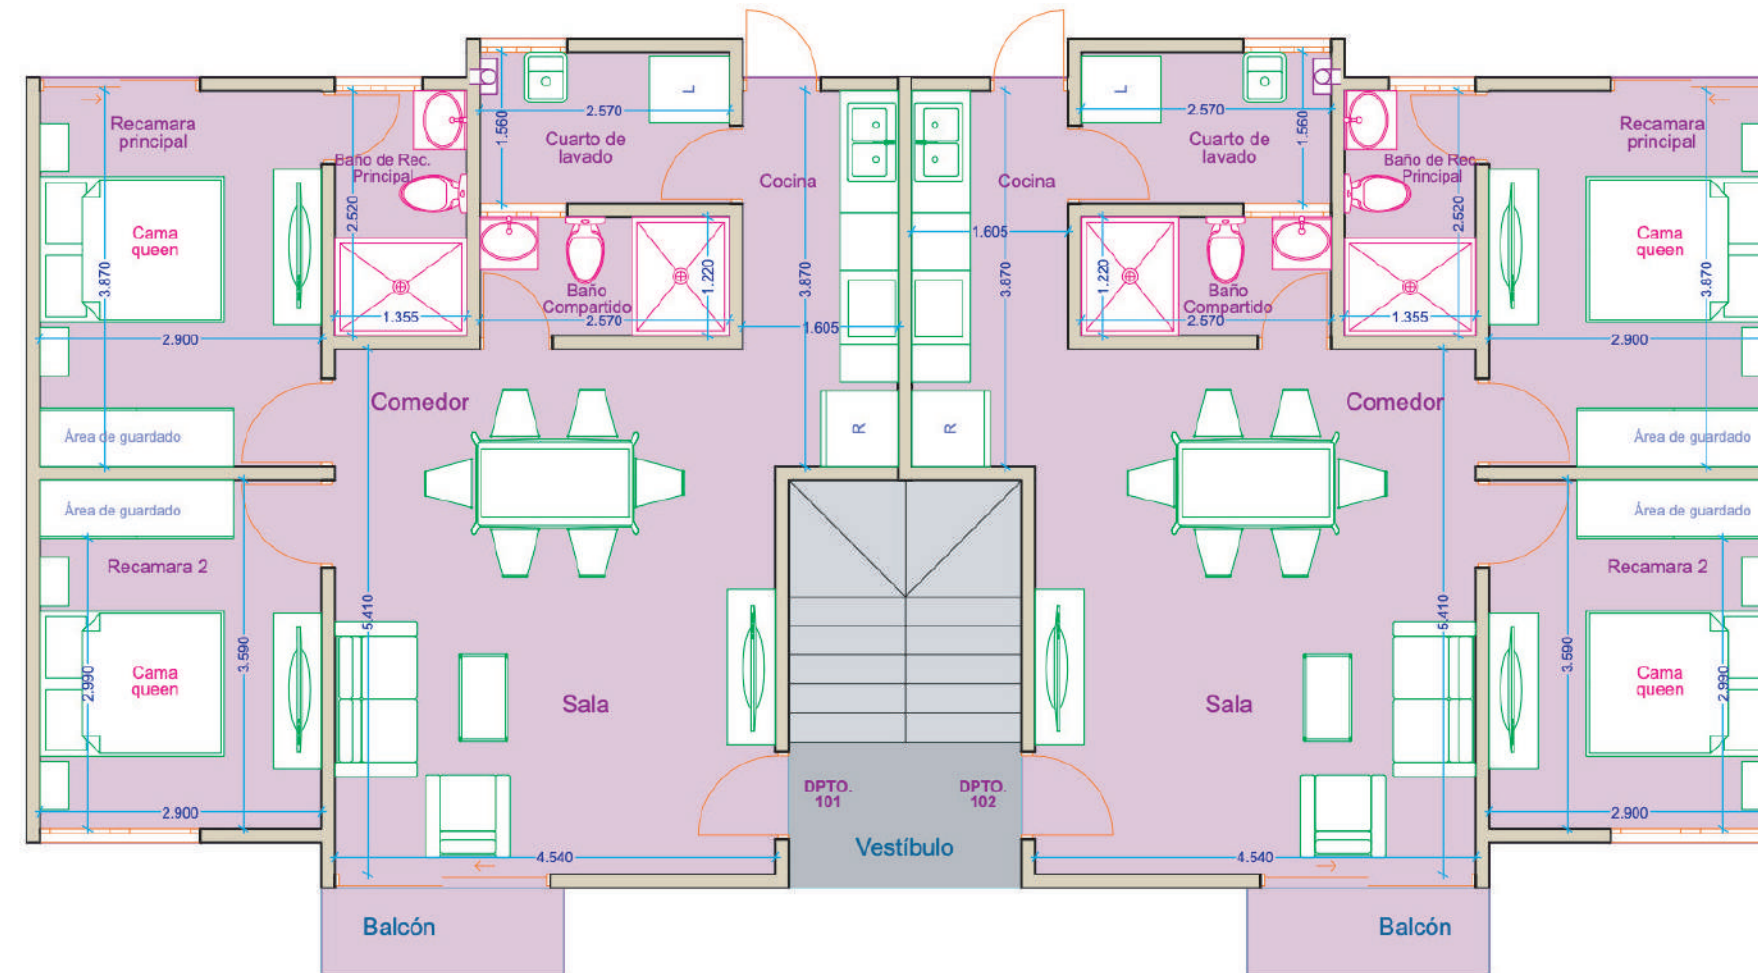 Recamara
principal
Baño de Rec.
Principal
2.570
1.560
Cuarto de
lavado
L
Cocina
Cama
queen
3.870
2.520
1.355
2.900
Baño
Compartido
2.570
1.220
3.870
1.605
R
Comedor
Área de guardado
Área de guardado
Recamara 2
Cama
queen
2.990
3.590
2.900
5.410
Sala
4.540
Balcón
DPTO.
101
DPTO.
102
Vestíbulo
L
2.570
1.560
Cuarto de
lavado
Cocina
1.605
3.870
1.220
Baño
Compartido
2.570
Baño de Rec.
Principal
2.520
1.355
Recamara
principal
Cama
queen
3.870
2.900
R
Comedor
Área de guardado
Área de guardado
Recamara 2
Cama
queen
2.990
3.590
2.900
5.410
Sala
4.540
Balcón